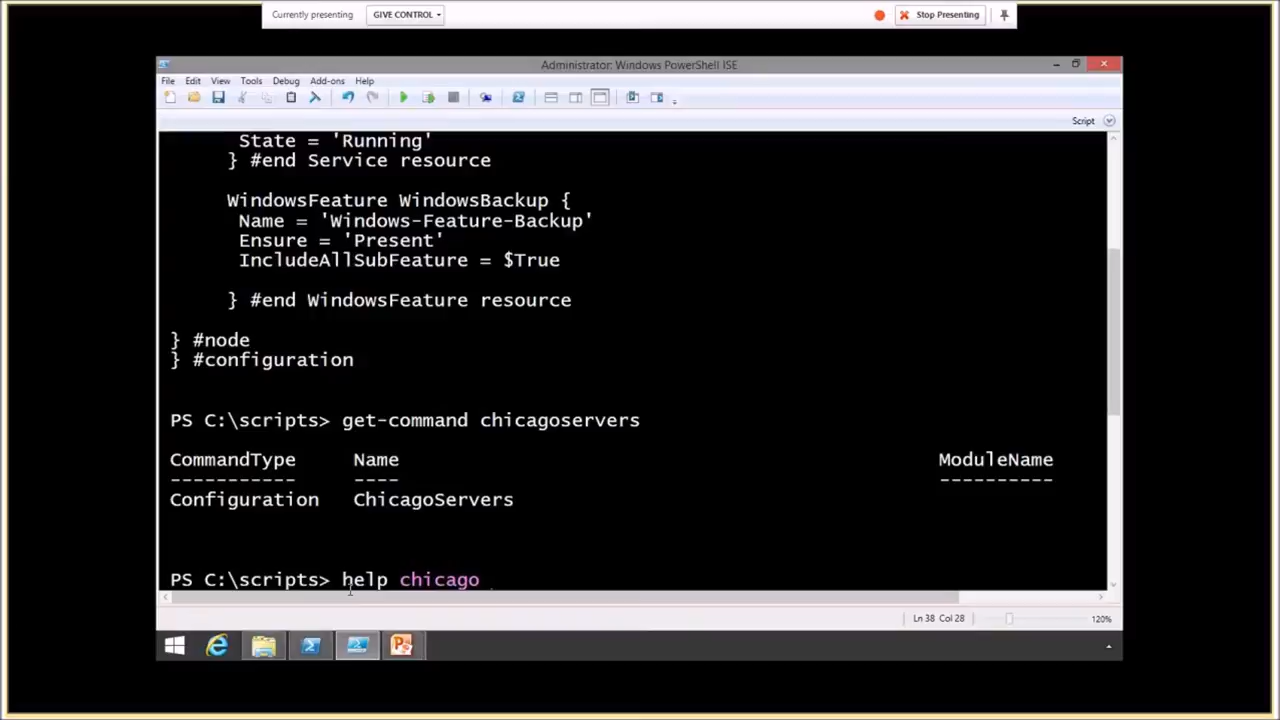 Currently presenting GIVE CONTROL Stop Presenting
Administrator: Windows PowerShell ISE
File Edit View Tools Debug Add-ons Help
Script
State = 'Running'
} #end Service resource
WindowsFeature WindowsBackup {
Name = 'Windows-Feature-Backup'
Ensure = 'Present'
IncludeAllSubFeature = $True
} #end WindowsFeature resource
} #node
} #configuration
PS C:\scripts> get-command chicagoservers
CommandType Name ModuleName
----------- ---- ----------
Configuration ChicagoServers
PS C:\scripts> help chicago
Ln 38 Col 28 120%